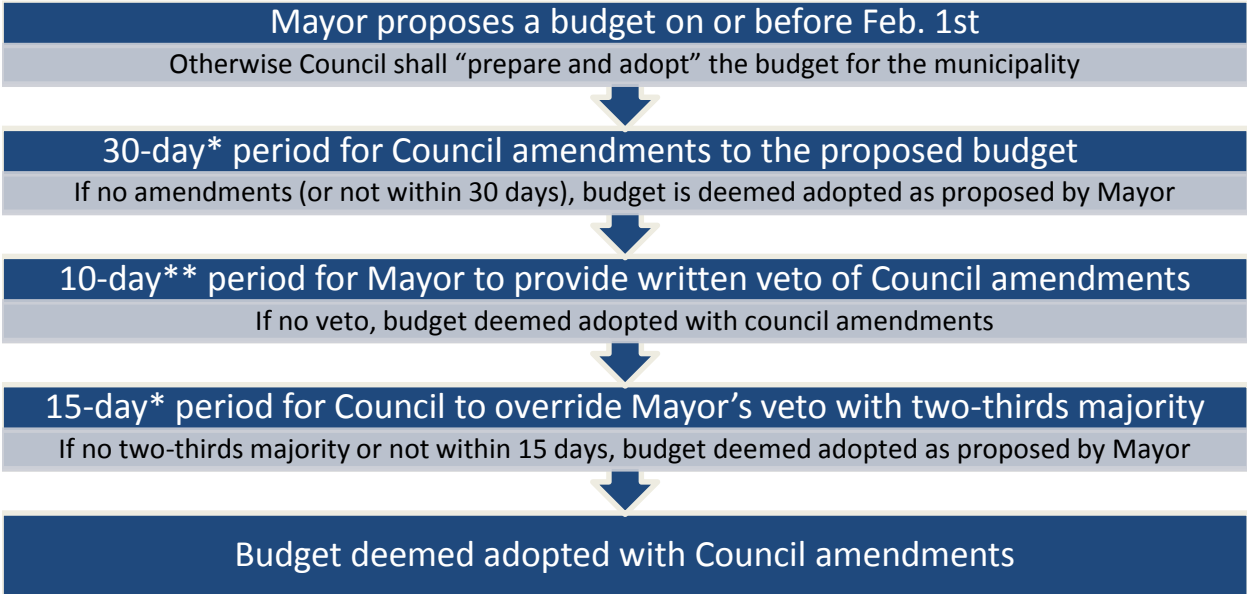 Mayor proposes a budget on or before Feb. 1st
Otherwise Council shall “prepare and adopt” the budget for the municipality
30-day* period for Council amendments to the proposed budget
If no amendments (or not within 30 days), budget is deemed adopted as proposed by Mayor
10-day** period for Mayor to provide written veto of Council amendments
If no veto, budget deemed adopted with council amendments
15-day* period for Council to override Mayor’s veto with two-thirds majority
If no two-thirds majority or not within 15 days, budget deemed adopted as proposed by Mayor
Budget deemed adopted with Council amendments